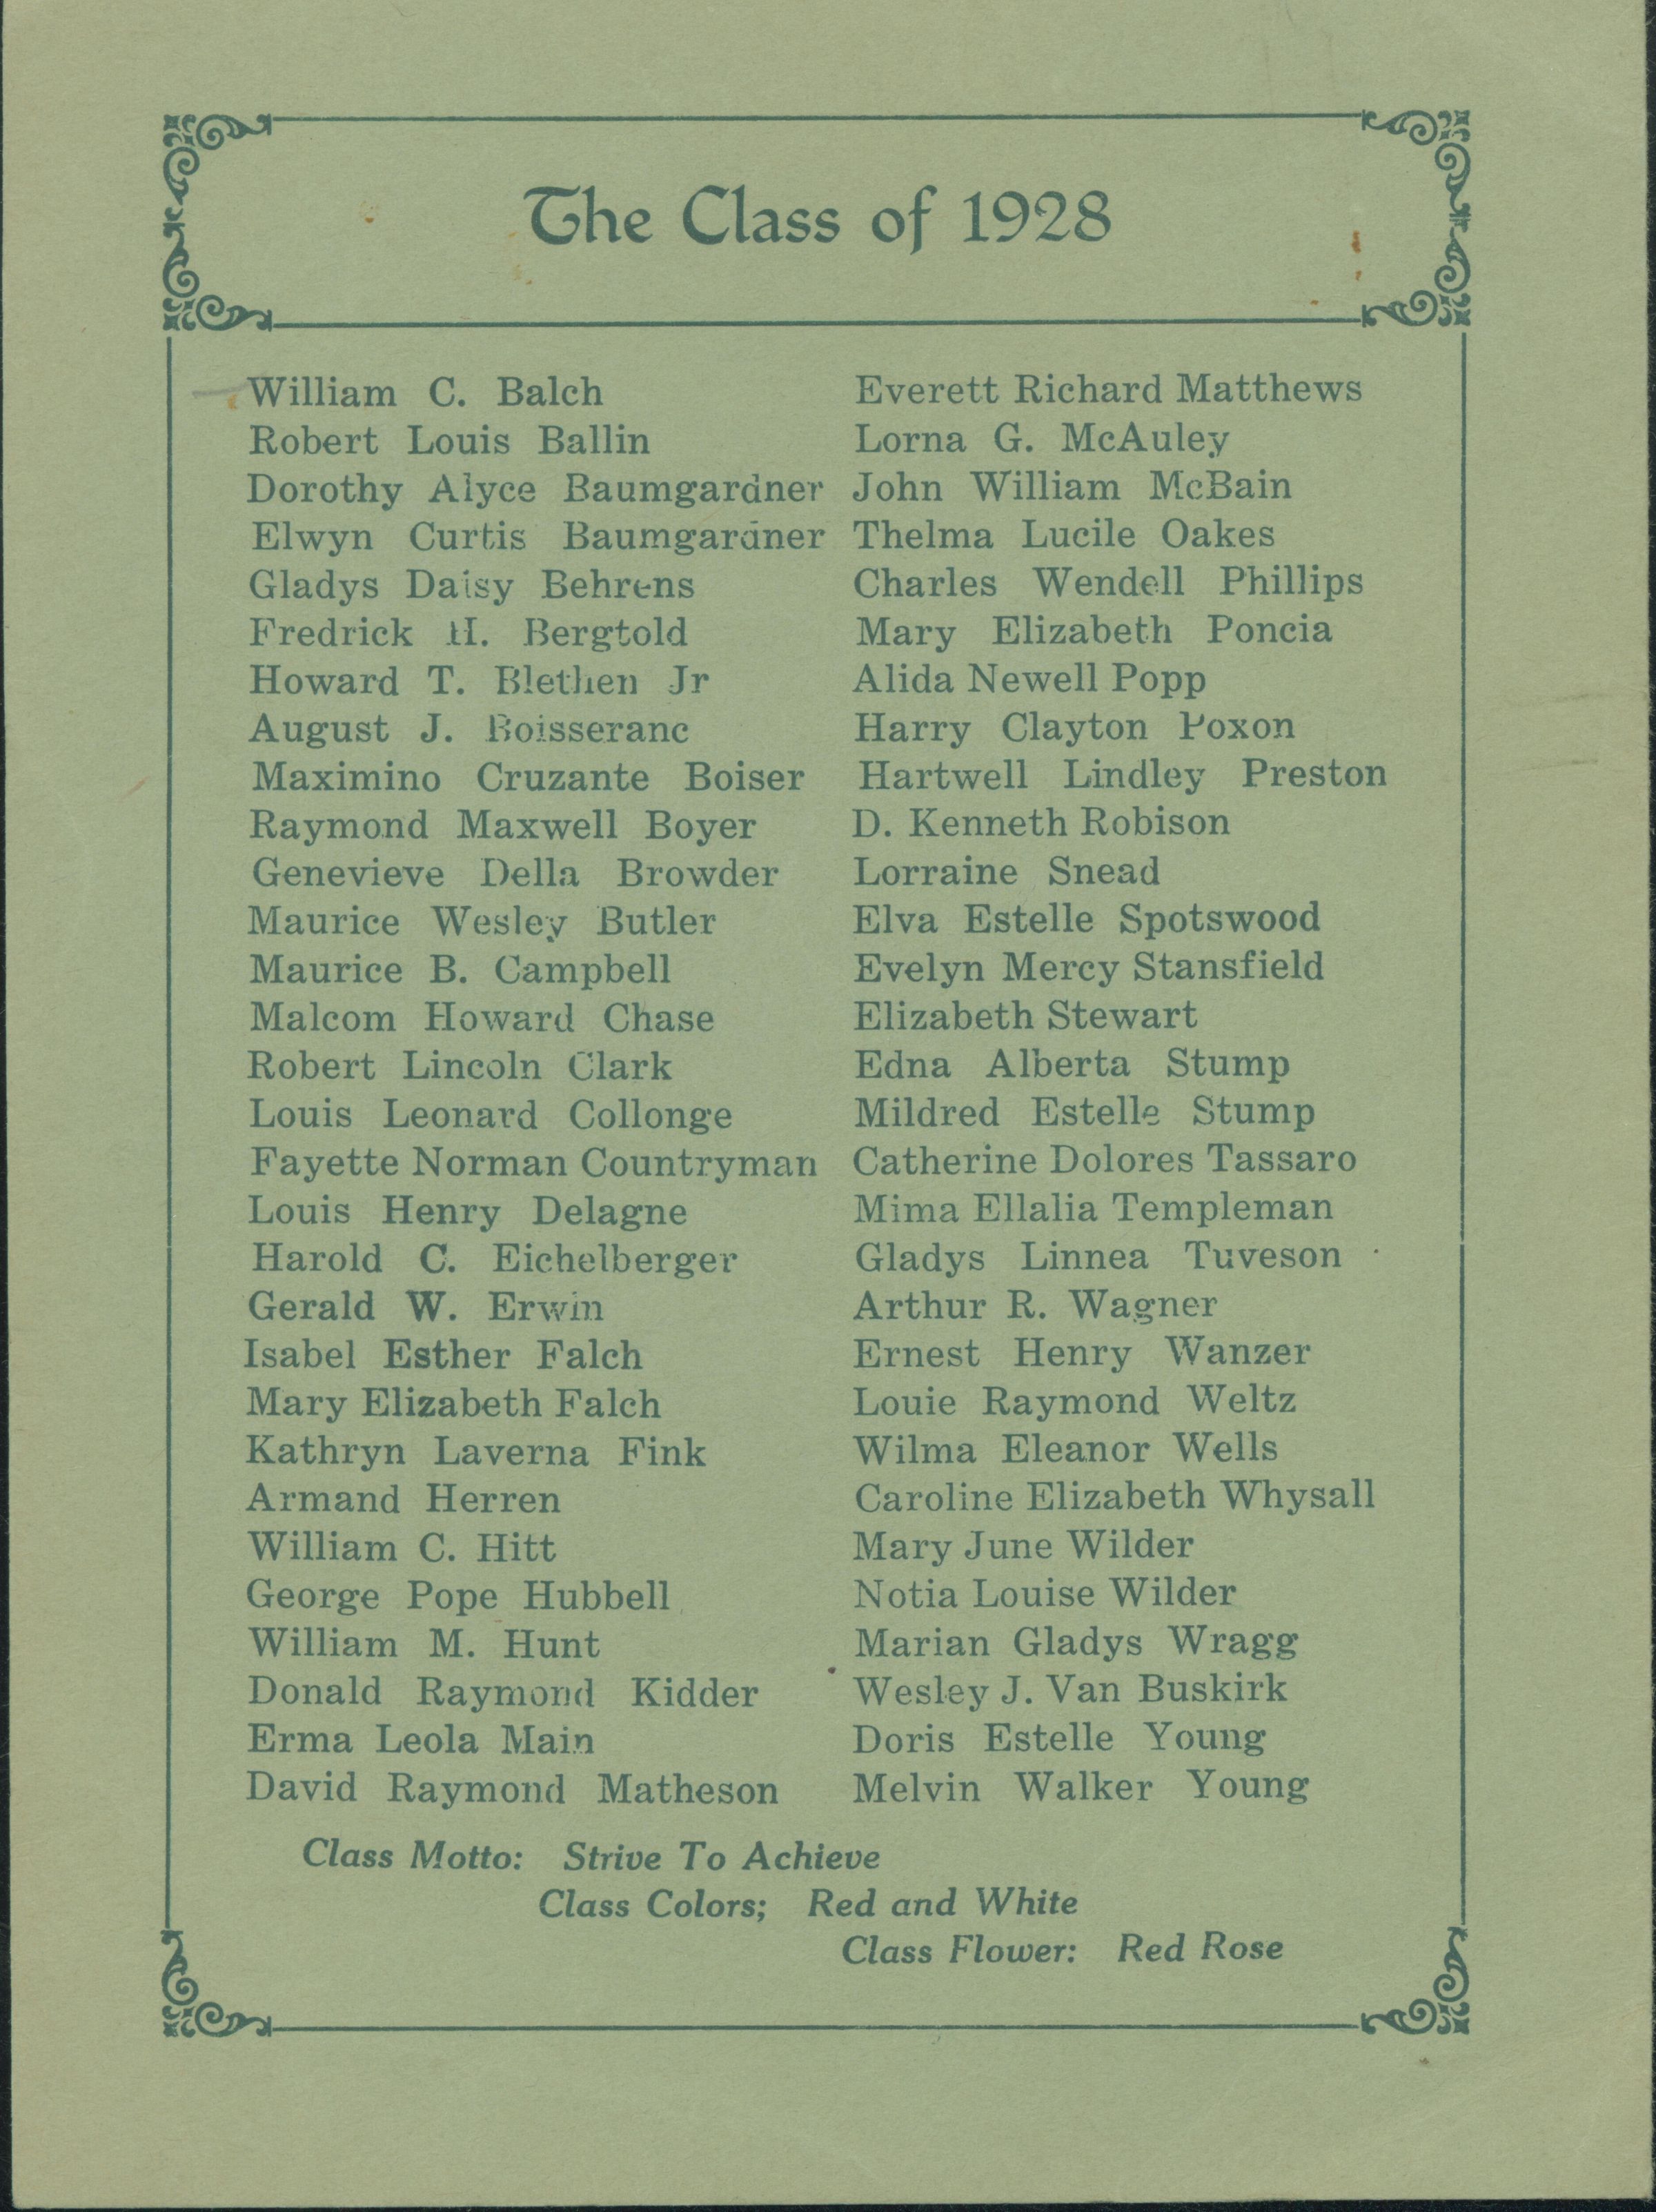 The Class of 1928
William C. Balch
Robert Louis Ballin
Dorothy Alyce Baumgardner
Elwyn Curtis Baumgardner
Gladys Daisy Behrens
Fredrick H. Bergtold
Howard T. Blethen Jr
August J. Boisseranc
Maximino Cruzante Boiser
Raymond Maxwell Boyer
Genevieve Della Browder
Maurice Wesley Butler
Maurice B. Campbell
Malcom Howard Chase
Robert Lincoln Clark
Louis Leonard Collonge
Fayette Norman Countryman
Louis Henry Delagne
Harold C. Eichelberger
Gerald W. Erwin
Isabel Esther Falch
Mary Elizabeth Falch
Kathryn Laverna Fink
Armand Herren
William C. Hitt
George Pope Hubbell
William M. Hunt
Donald Raymond Kidder
Erma Leola Main
David Raymond Matheson
Everett Richard Matthews
Lorna G. McAuley
John William McBain
Thelma Lucile Oakes
Charles Wendell Phillips
Mary Elizabeth Poncia
Alida Newell Popp
Harry Clayton Poxon
Hartwell Lindley Preston
D. Kenneth Robison
Lorraine Snead
Elva Estelle Spotswood
Evelyn Mercy Stansfield
Elizabeth Stewart
Edna Alberta Stump
Mildred Estelle Stump
Catherine Dolores Tassaro
Mima Ellalia Templeman
Gladys Linnea Tuveson
Arthur R. Wagner
Ernest Henry Wanzer
Louie Raymond Weltz
Wilma Eleanor Wells
Caroline Elizabeth Whysall
Mary June Wilder
Notia Louise Wilder
Marian Gladys Wragg
Wesley J. Van Buskirk
Doris Estelle Young
Melvin Walker Young
Class Motto: Strive To Achieve
Class Colors; Red and White
Class Flower: Red Rose